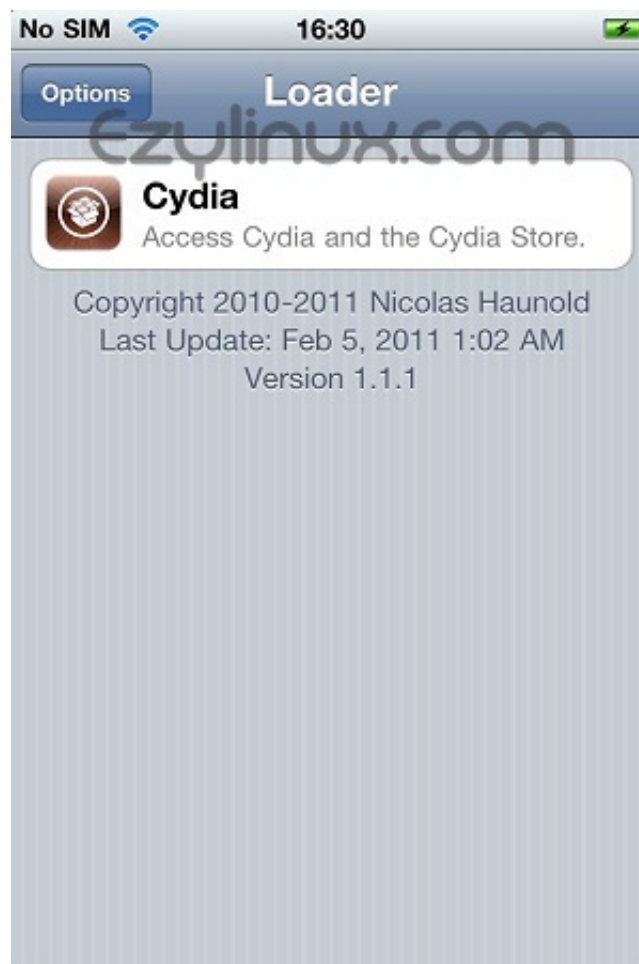 No SIM 16:30
Options Loader
Ezylinux.com
Cydia
Access Cydia and the Cydia Store.
Copyright 2010-2011 Nicolas Haunold
Last Update: Feb 5, 2011 1:02 AM
Version 1.1.1